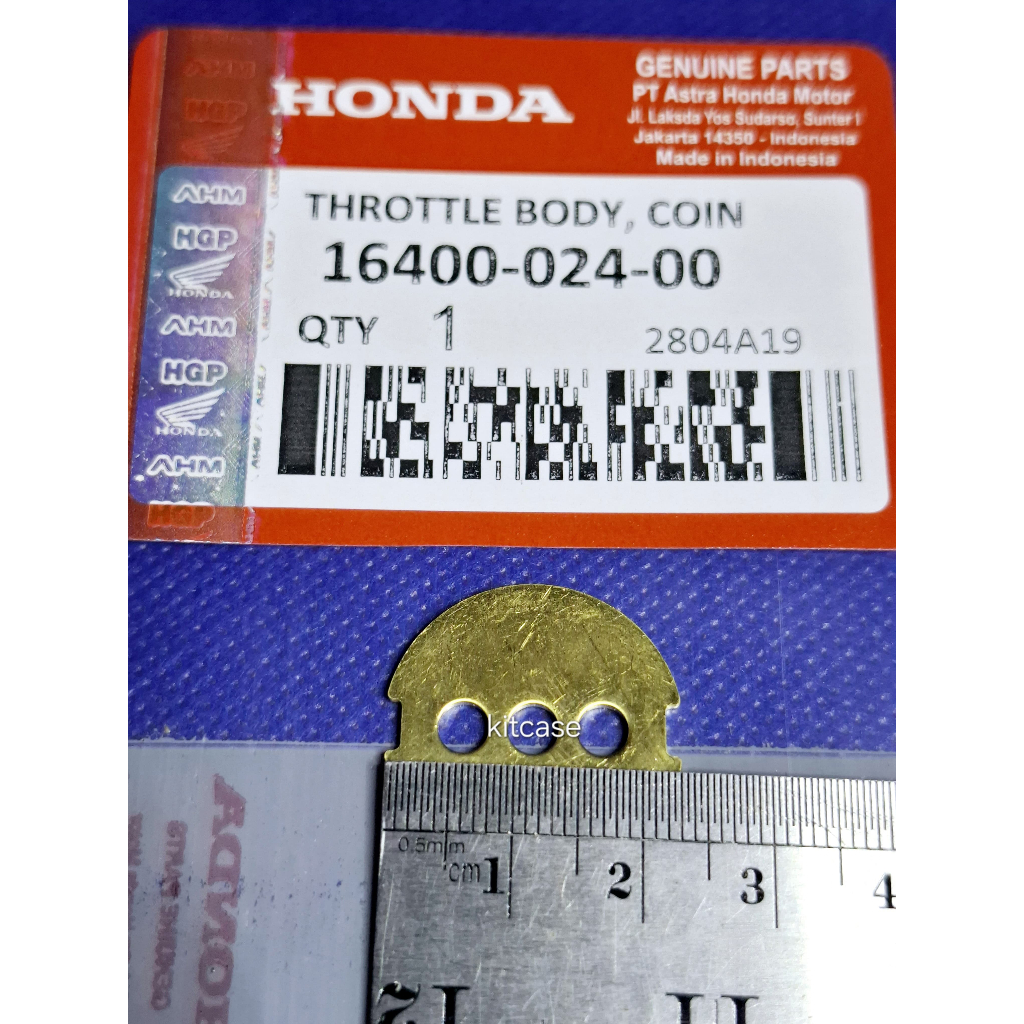 HONDA
GENUINE PARTS
PT Astra Honda Motor
Jl. Laksda Yos Sudarso, Sunter I
Jakarta 14350 - Indonesia
Made in Indonesia
AHM
HGP
AHM
HGP
HONDA
AHM
HGP
HONDA
AHM
HGP
THROTTLE BODY, COIN
16400-024-00
QTY 1
2804A19
kitcase
0.5mm
cm 1 2 3 4